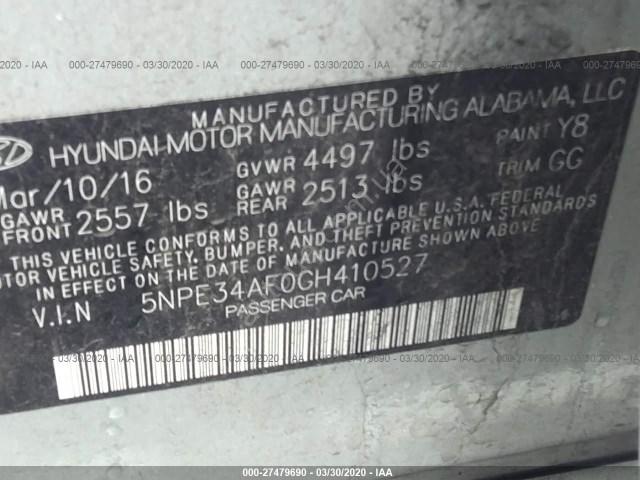 000-27479690 - 03/30/2020 - IAA
MANUFACTURED BY
HYUNDAI MOTOR MANUFACTURING ALABAMA, LLC
Mar/10/16
GVWR 4497 lbs
PAINT Y8
GAWR FRONT 2557 lbs
GAWR REAR 2513 lbs
TRIM GG
THIS VEHICLE CONFORMS TO ALL APPLICABLE U.S.A. FEDERAL
MOTOR VEHICLE SAFETY, BUMPER, AND THEFT PREVENTION STANDARDS
IN EFFECT ON THE DATE OF MANUFACTURE SHOWN ABOVE
V.I.N 5NPE34AF0GH410527
PASSENGER CAR
000-27479690 - 03/30/2020 - IAA